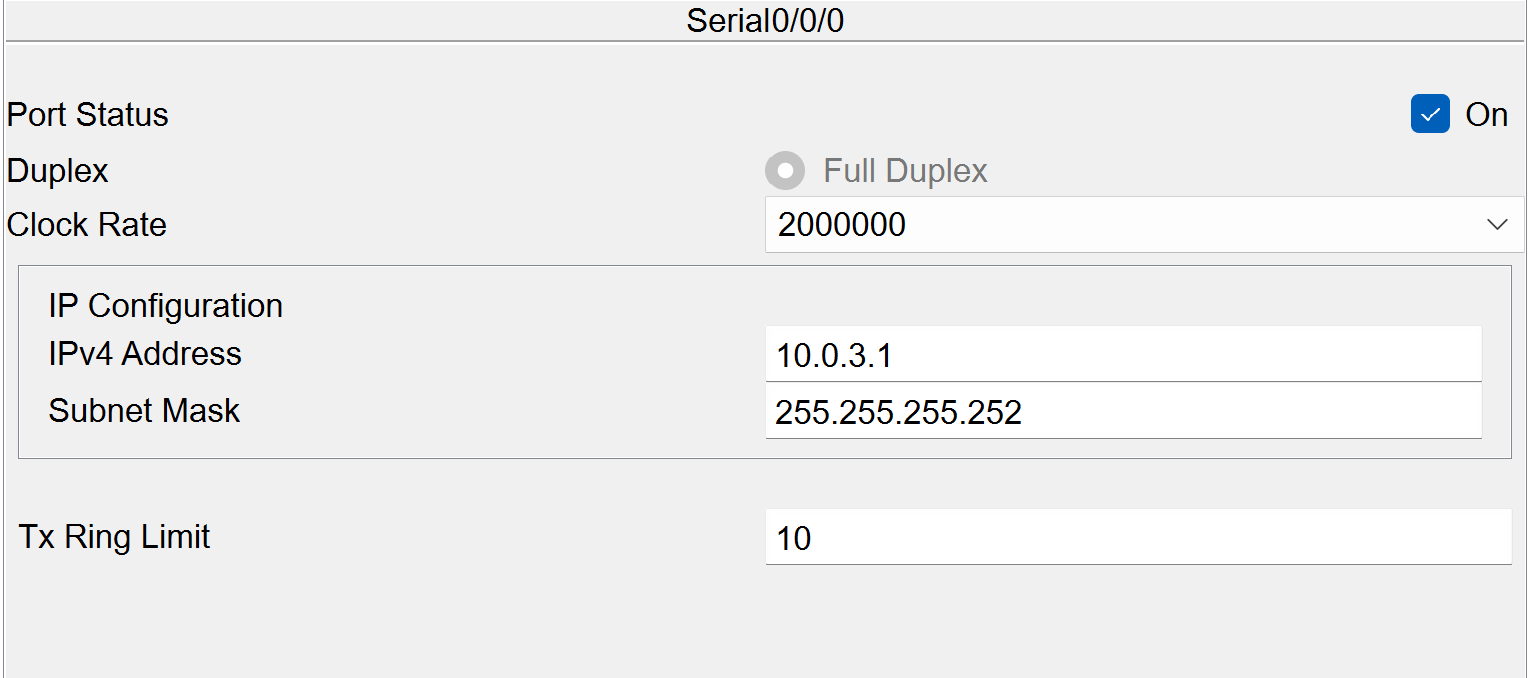 Serial0/0/0
Port Status On
Duplex Full Duplex
Clock Rate 2000000
IP Configuration
IPv4 Address 10.0.3.1
Subnet Mask 255.255.255.252
Tx Ring Limit 10